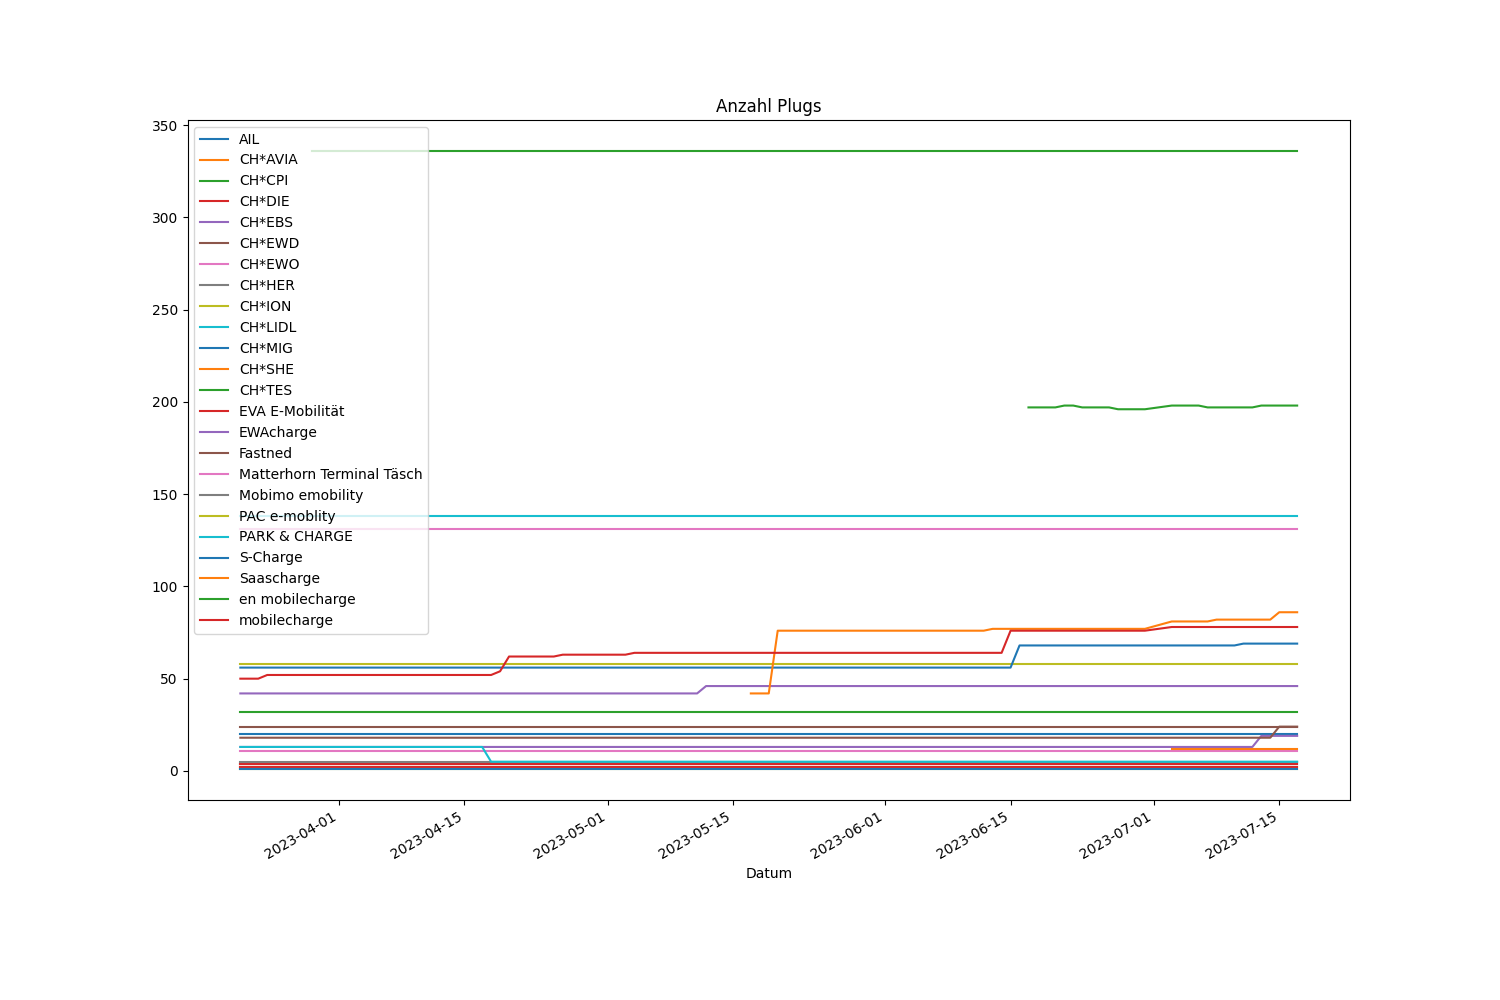 Anzahl Plugs
350
300
250
200
150
100
50
0
AIL
CH*AVIA
CH*CPI
CH*DIE
CH*EBS
CH*EWD
CH*EWO
CH*HER
CH*ION
CH*LIDL
CH*MIG
CH*SHE
CH*TES
EVA E-Mobilität
EWAcharge
Fastned
Matterhorn Terminal Täsch
Mobimo emobility
PAC e-moblity
PARK & CHARGE
S-Charge
Saascharge
en mobilecharge
mobilecharge
2023-04-01
2023-04-15
2023-05-01
2023-05-15
2023-06-01
2023-06-15
2023-07-01
2023-07-15
Datum